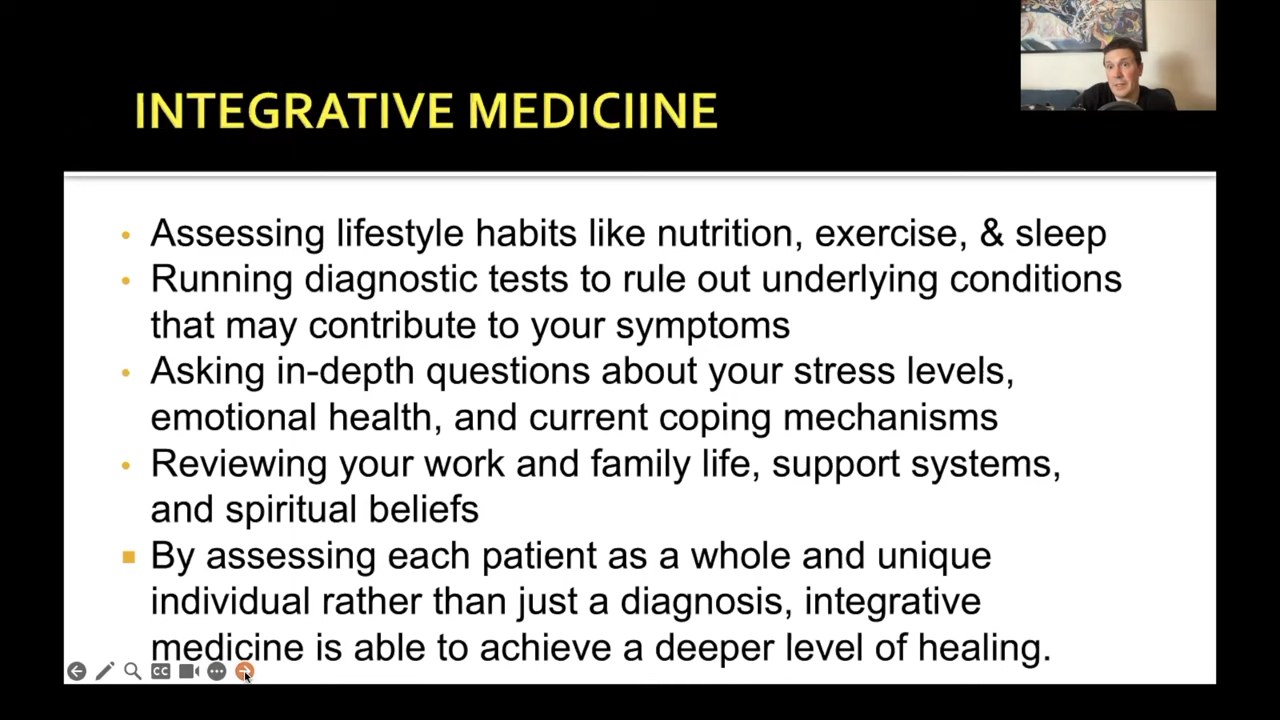 INTEGRATIVE MEDICIINE
Assessing lifestyle habits like nutrition, exercise, & sleep
Running diagnostic tests to rule out underlying conditions
that may contribute to your symptoms
Asking in-depth questions about your stress levels,
emotional health, and current coping mechanisms
Reviewing your work and family life, support systems,
and spiritual beliefs
By assessing each patient as a whole and unique
individual rather than just a diagnosis, integrative
medicine is able to achieve a deeper level of healing.
CC